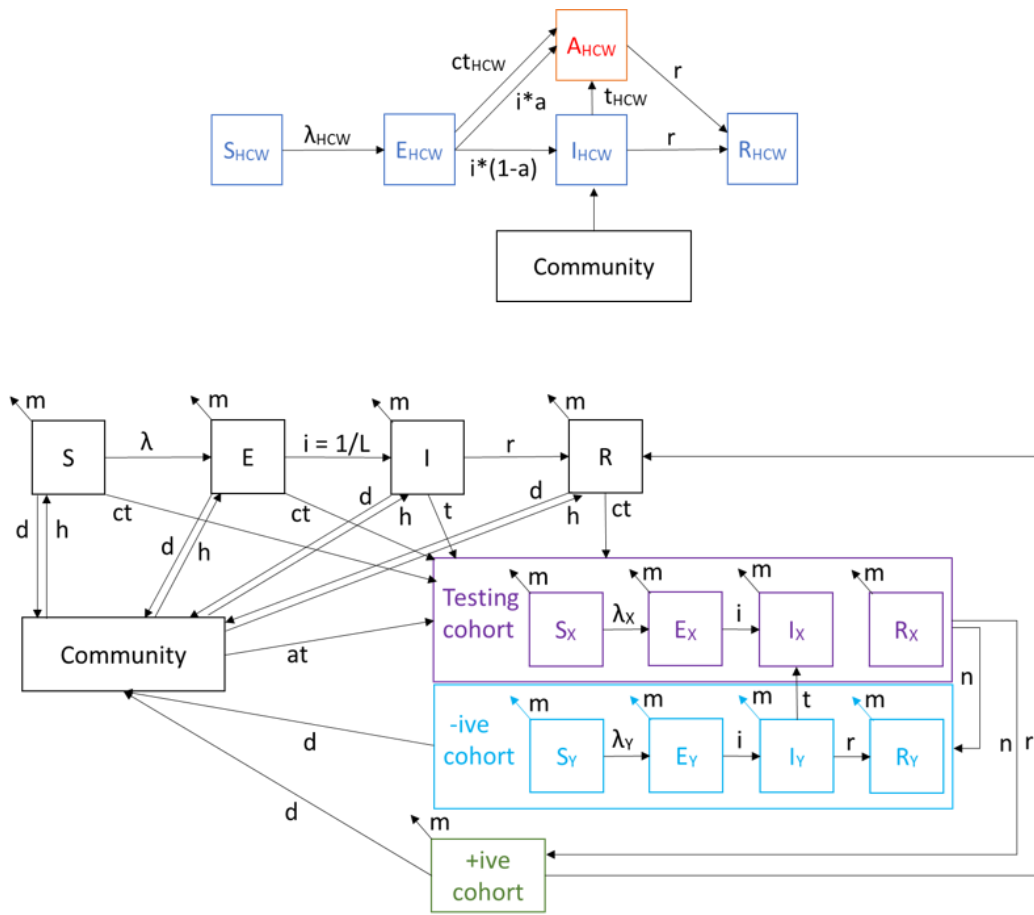 A_HCW
ct_HCW
r
i*a
t_HCW
S_HCW
λ_HCW
E_HCW
i*(1-a)
I_HCW
r
R_HCW
Community
m
m
m
m
S
λ
E
i = 1/L
I
r
R
d
h
ct
d
h
ct
d
h
t
d
h
ct
Testing
cohort
m
m
m
m
S_X
λ_X
E_X
i
I_X
R_X
Community
at
n
n
r
t
-ive
cohort
m
m
m
m
S_Y
λ_Y
E_Y
i
I_Y
r
R_Y
d
d
m
+ive
cohort